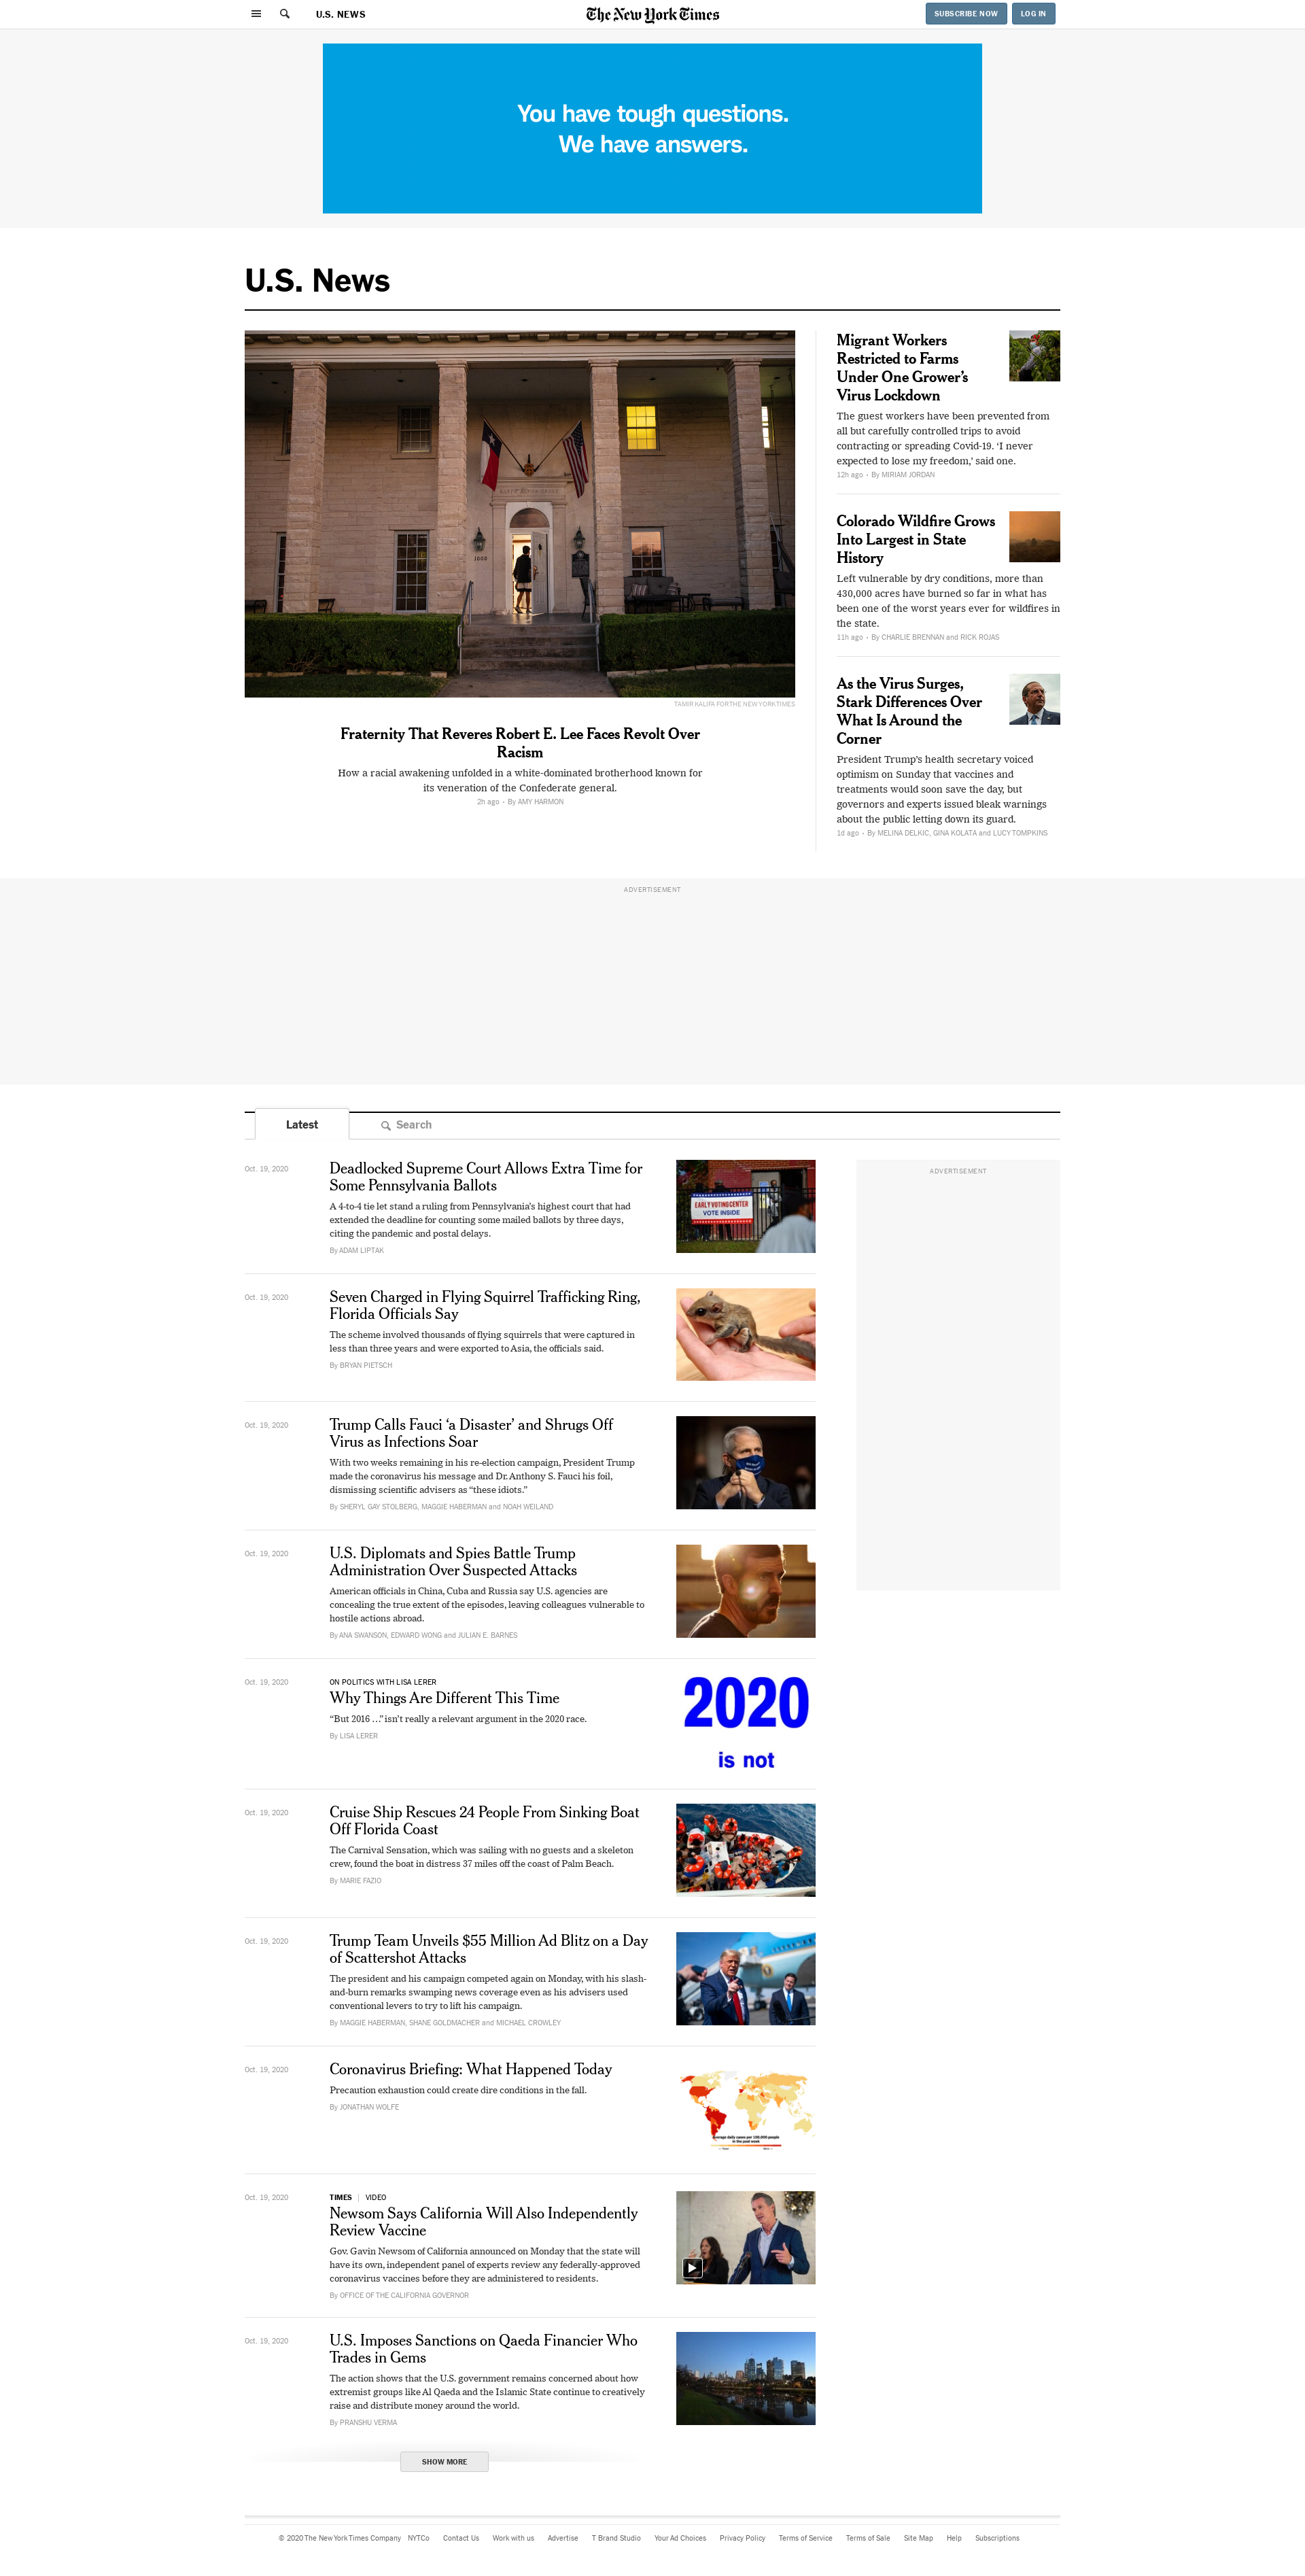 U.S. NEWS
The New York Times
SUBSCRIBE NOW
LOG IN
You have tough questions.
We have answers.
U.S. News
TAMIR KALIFA FOR THE NEW YORK TIMES
Fraternity That Reveres Robert E. Lee Faces Revolt Over
Racism
How a racial awakening unfolded in a white-dominated brotherhood known for
its veneration of the Confederate general.
2h ago · By AMY HARMON
Migrant Workers
Restricted to Farms
Under One Grower’s
Virus Lockdown
The guest workers have been prevented from
all but carefully controlled trips to avoid
contracting or spreading Covid-19. ‘I never
expected to lose my freedom,’ said one.
12h ago · By MIRIAM JORDAN
Colorado Wildfire Grows
Into Largest in State
History
Left vulnerable by dry conditions, more than
430,000 acres have burned so far in what has
been one of the worst years ever for wildfires in
the state.
11h ago · By CHARLIE BRENNAN and RICK ROJAS
As the Virus Surges,
Stark Differences Over
What Is Around the
Corner
President Trump’s health secretary voiced
optimism on Sunday that vaccines and
treatments would soon save the day, but
governors and experts issued bleak warnings
about the public letting down its guard.
1d ago · By MELINA DELKIC, GINA KOLATA and LUCY TOMPKINS
ADVERTISEMENT
Latest
Search
ADVERTISEMENT
Oct. 19, 2020
Deadlocked Supreme Court Allows Extra Time for
Some Pennsylvania Ballots
A 4-to-4 tie let stand a ruling from Pennsylvania’s highest court that had
extended the deadline for counting some mailed ballots by three days,
citing the pandemic and postal delays.
By ADAM LIPTAK
EARLY VOTING CENTER
VOTE INSIDE
Oct. 19, 2020
Seven Charged in Flying Squirrel Trafficking Ring,
Florida Officials Say
The scheme involved thousands of flying squirrels that were captured in
less than three years and were exported to Asia, the officials said.
By BRYAN PIETSCH
Oct. 19, 2020
Trump Calls Fauci ‘a Disaster’ and Shrugs Off
Virus as Infections Soar
With two weeks remaining in his re-election campaign, President Trump
made the coronavirus his message and Dr. Anthony S. Fauci his foil,
dismissing scientific advisers as “these idiots.”
By SHERYL GAY STOLBERG, MAGGIE HABERMAN and NOAH WEILAND
Oct. 19, 2020
U.S. Diplomats and Spies Battle Trump
Administration Over Suspected Attacks
American officials in China, Cuba and Russia say U.S. agencies are
concealing the true extent of the episodes, leaving colleagues vulnerable to
hostile actions abroad.
By ANA SWANSON, EDWARD WONG and JULIAN E. BARNES
Oct. 19, 2020
ON POLITICS WITH LISA LERER
Why Things Are Different This Time
“But 2016 …” isn’t really a relevant argument in the 2020 race.
By LISA LERER
2020
is not
Oct. 19, 2020
Cruise Ship Rescues 24 People From Sinking Boat
Off Florida Coast
The Carnival Sensation, which was sailing with no guests and a skeleton
crew, found the boat in distress 37 miles off the coast of Palm Beach.
By MARIE FAZIO
Oct. 19, 2020
Trump Team Unveils $55 Million Ad Blitz on a Day
of Scattershot Attacks
The president and his campaign competed again on Monday, with his slash-
and-burn remarks swamping news coverage even as his advisers used
conventional levers to try to lift his campaign.
By MAGGIE HABERMAN, SHANE GOLDMACHER and MICHAEL CROWLEY
Oct. 19, 2020
Coronavirus Briefing: What Happened Today
Precaution exhaustion could create dire conditions in the fall.
By JONATHAN WOLFE
Average daily cases per 100,000 people
in the past week
Oct. 19, 2020
TIMES | VIDEO
Newsom Says California Will Also Independently
Review Vaccine
Gov. Gavin Newsom of California announced on Monday that the state will
have its own, independent panel of experts review any federally-approved
coronavirus vaccines before they are administered to residents.
By OFFICE OF THE CALIFORNIA GOVERNOR
Oct. 19, 2020
U.S. Imposes Sanctions on Qaeda Financier Who
Trades in Gems
The action shows that the U.S. government remains concerned about how
extremist groups like Al Qaeda and the Islamic State continue to creatively
raise and distribute money around the world.
By PRANSHU VERMA
SHOW MORE
© 2020 The New York Times Company NYTCo Contact Us Work with us Advertise T Brand Studio Your Ad Choices Privacy Policy Terms of Service Terms of Sale Site Map Help Subscriptions